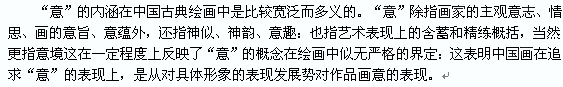 “意”的内涵在中国古典绘画中是比较宽泛而多义的。“意”除指画家的主观意志、情
思、画的意旨、意蕴外，还指神似、神韵、意趣：也指艺术表现上的含蓄和精练概括，当然
更指意境这在一定程度上反映了“意”的概念在绘画中似无严格的界定：这表明中国画在追
求“意”的表现上，是从对具体形象的表现发展势对作品画意的表现。